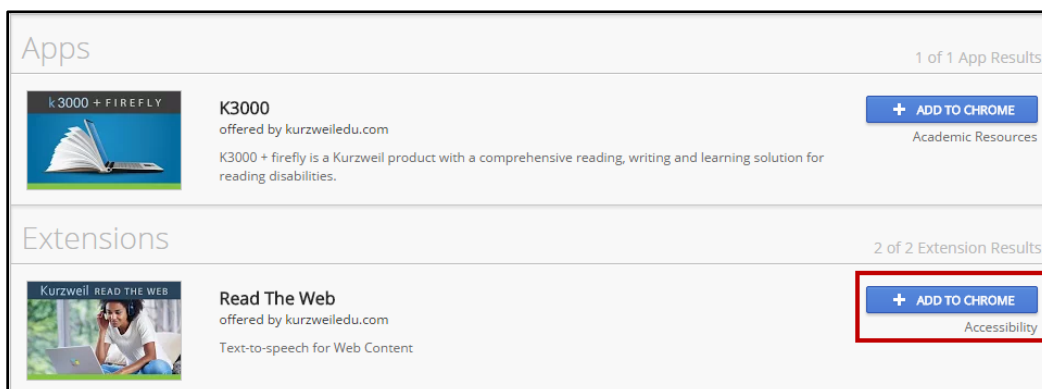 Apps
1 of 1 App Results
k3000 + FIREFLY
K3000
offered by kurzweiledu.com
K3000 + firefly is a Kurzweil product with a comprehensive reading, writing and learning solution for
reading disabilities.
+ ADD TO CHROME
Academic Resources
Extensions
2 of 2 Extension Results
Kurzweil READ THE WEB
Read The Web
offered by kurzweiledu.com
Text-to-speech for Web Content
+ ADD TO CHROME
Accessibility